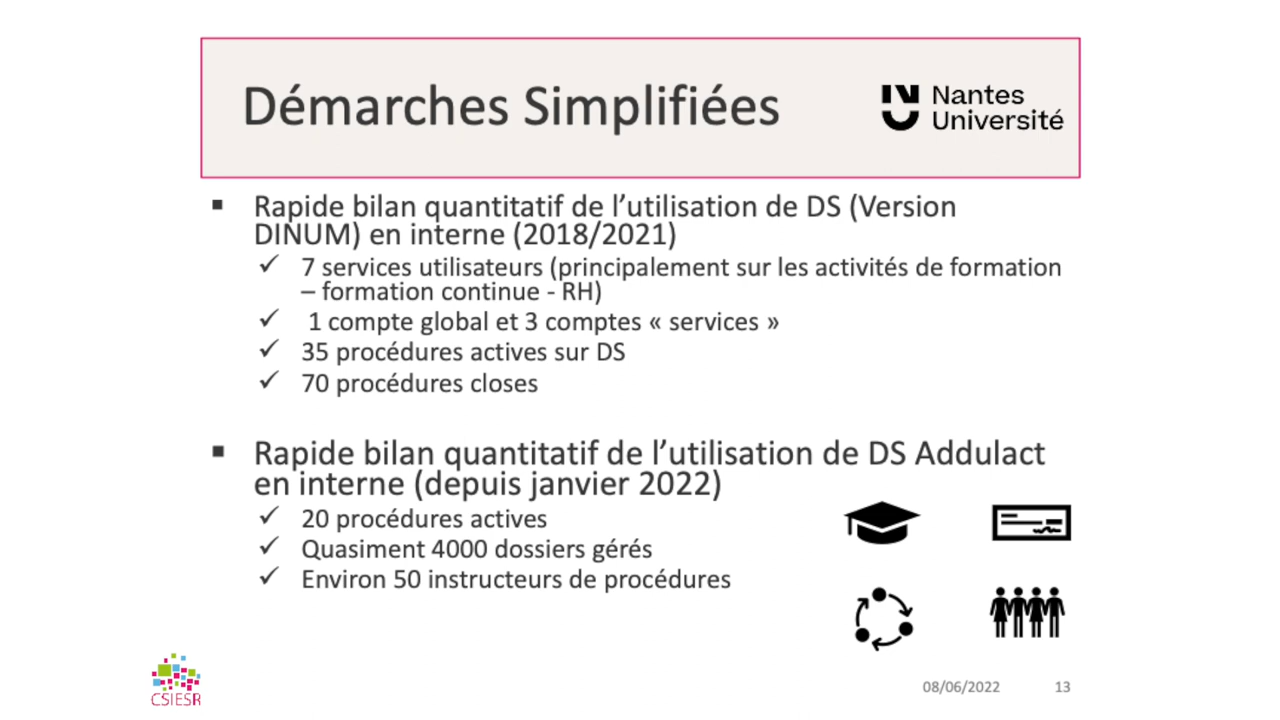 Démarches Simplifiées
Nantes
Université
▪ Rapide bilan quantitatif de l’utilisation de DS (Version
DINUM) en interne (2018/2021)
✓ 7 services utilisateurs (principalement sur les activités de formation
– formation continue - RH)
✓ 1 compte global et 3 comptes « services »
✓ 35 procédures actives sur DS
✓ 70 procédures closes
▪ Rapide bilan quantitatif de l’utilisation de DS Addulact
en interne (depuis janvier 2022)
✓ 20 procédures actives
✓ Quasiment 4000 dossiers gérés
✓ Environ 50 instructeurs de procédures
CSIESR
08/06/2022 13